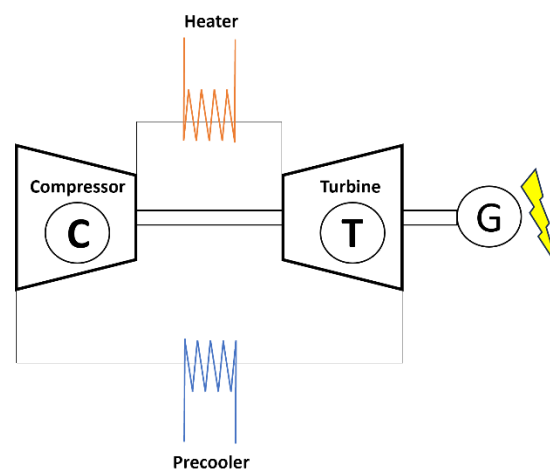 Heater
Compressor
Turbine
C
T
G
Precooler